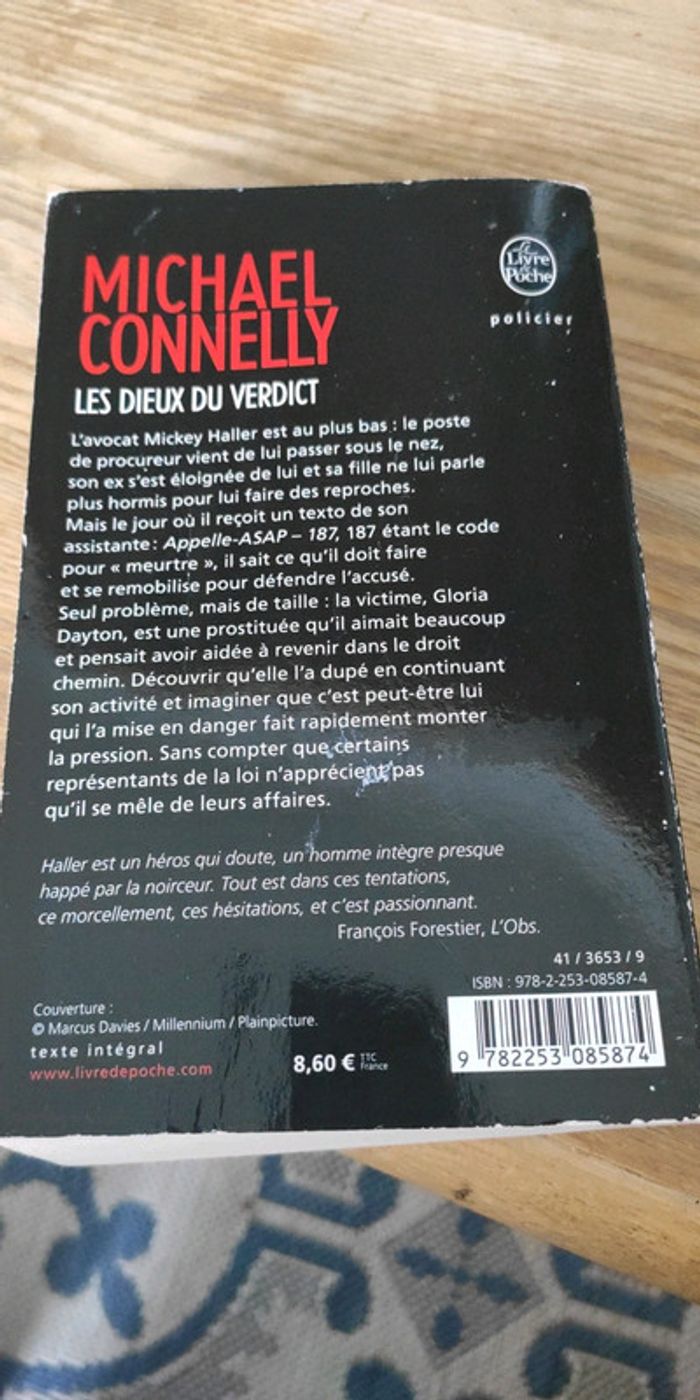 MICHAEL
CONNELLY
LES DIEUX DU VERDICT
Le
Livre
de
Poche
policier
L'avocat Mickey Haller est au plus bas : le poste
de procureur vient de lui passer sous le nez,
son ex s'est éloignée de lui et sa fille ne lui parle
plus hormis pour lui faire des reproches.
Mais le jour où il reçoit un texto de son
assistante : Appelle-ASAP – 187, 187 étant le code
pour « meurtre », il sait ce qu'il doit faire
et se remobilise pour défendre l'accusé.
Seul problème, mais de taille : la victime, Gloria
Dayton, est une prostituée qu'il aimait beaucoup
et pensait avoir aidée à revenir dans le droit
chemin. Découvrir qu'elle l'a dupé en continuant
son activité et imaginer que c'est peut-être lui
qui l'a mise en danger fait rapidement monter
la pression. Sans compter que certains
représentants de la loi n'apprécient pas
qu'il se mêle de leurs affaires.
Haller est un héros qui doute, un homme intègre presque
happé par la noirceur. Tout est dans ces tentations,
ce morcellement, ces hésitations, et c'est passionnant.
François Forestier, L'Obs.
41 / 3653 / 9
ISBN : 978-2-253-08587-4
Couverture :
© Marcus Davies / Millennium / Plainpicture.
texte intégral
www.livredepoche.com
8,60 € TTC
France
9 782253 085874